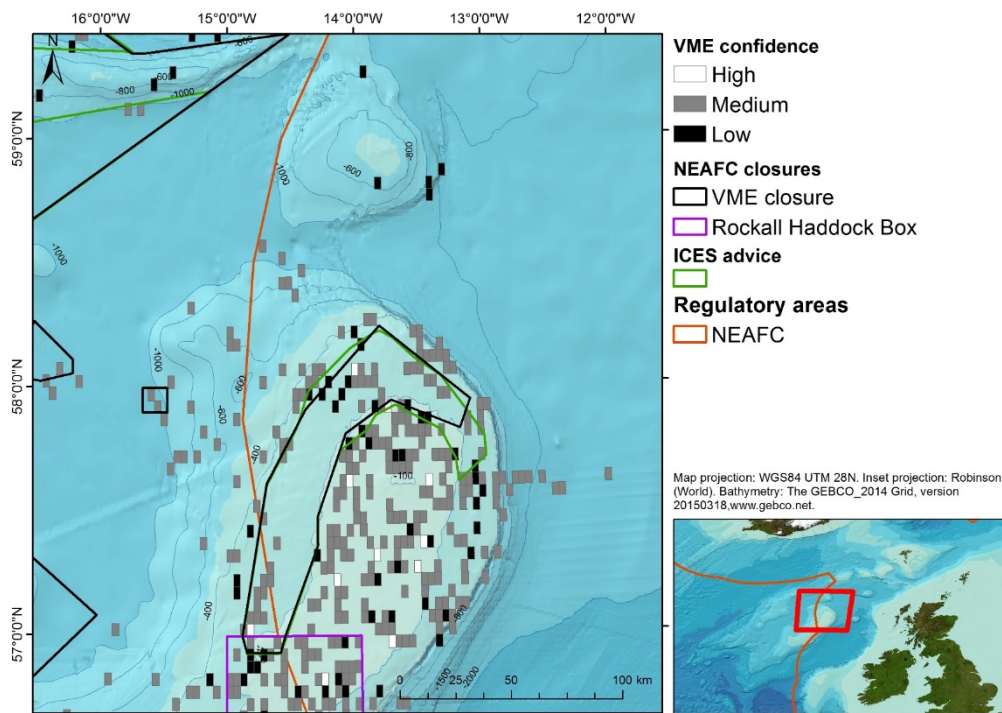 16°0'0"W 15°0'0"W 14°0'0"W 13°0'0"W 12°0'0"W
59°0'0"N
58°0'0"N
57°0'0"N
N
-600
-600
-800
-1000
-1000
-800
-600
-1000
-1000
-600
-800
-400
-100
-400
-800
-1500
-2000
0 25 50 100 km
VME confidence
High
Medium
Low
NEAFC closures
VME closure
Rockall Haddock Box
ICES advice
Regulatory areas
NEAFC
Map projection: WGS84 UTM 28N. Inset projection: Robinson
(World). Bathymetry: The GEBCO_2014 Grid, version
20150318,www.gebco.net.